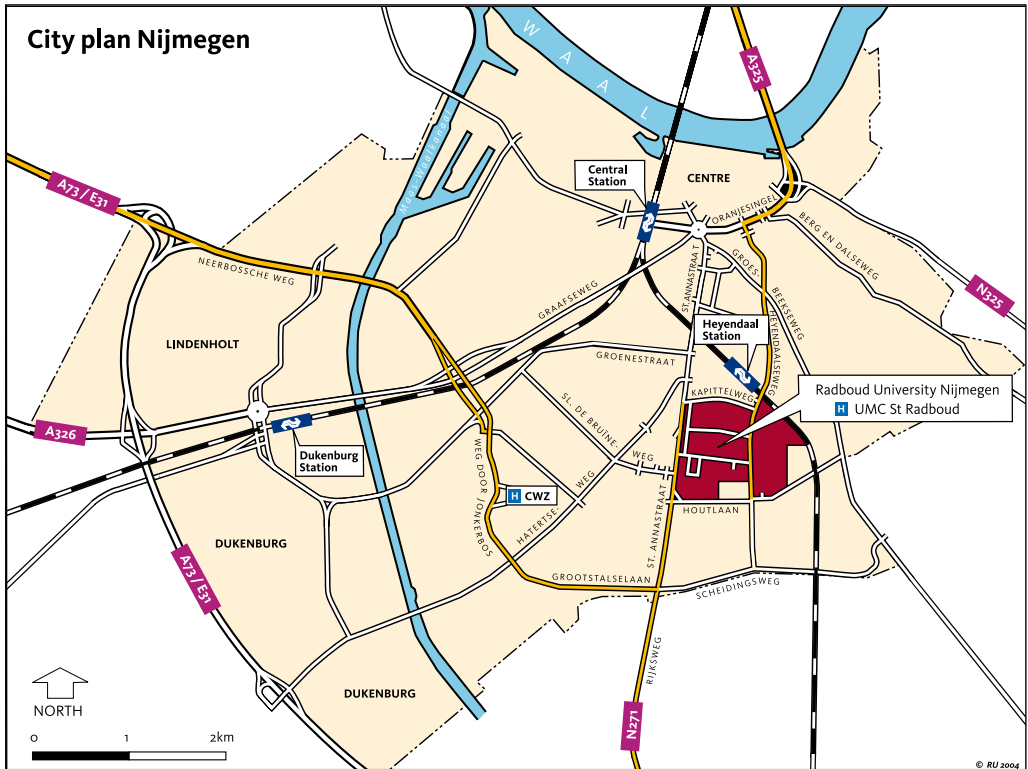 City plan Nijmegen
WAAL
A325
Maas-Waalkanaal
Central
Station
CENTRE
A73 / E31
ORANJESINGEL
BERG EN DALSEWEG
NEERBOSSCHE WEG
ST. ANNASTRAAT
GROES-
BEEKSEWEG
N325
GRAAFSEWEG
HEYENDAALSEWEG
Heyendaal
Station
LINDENHOLT
GROENESTRAAT
Radboud University Nijmegen
H UMC St Radboud
KAPITTELWEG
ST. DE BRUÏNE-
WEG
A326
Dukenburg
Station
WEG DOOR JONKERBOS
H CWZ
HATERTSE-
WEG
HOUTLAAN
ST. ANNASTRAAT
DUKENBURG
A73 / E31
GROOTSTALSELAAN
SCHEIDINGSWEG
RIJKSWEG
DUKENBURG
NORTH
N271
0 1 2km
© RU 2004